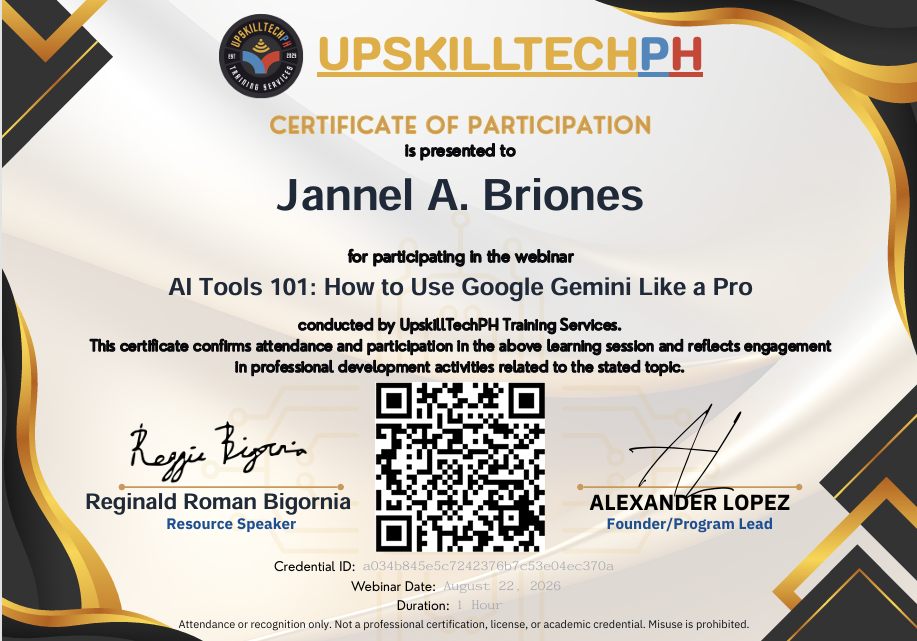 UPSKILLTECHPH
EST 2025
TRAINING SERVICES
UPSKILLTECHPH
CERTIFICATE OF PARTICIPATION
is presented to
Jannel A. Briones
for participating in the webinar
AI Tools 101: How to Use Google Gemini Like a Pro
conducted by UpskillTechPH Training Services.
This certificate confirms attendance and participation in the above learning session and reflects engagement
in professional development activities related to the stated topic.
Reggie Bigornia
Reginald Roman Bigornia
Resource Speaker
ALEXANDER LOPEZ
Founder/Program Lead
Credential ID: a034b845e5c7242376b7c53e04ec370a
Webinar Date: August 22, 2026
Duration: 1 Hour
Attendance or recognition only. Not a professional certification, license, or academic credential. Misuse is prohibited.